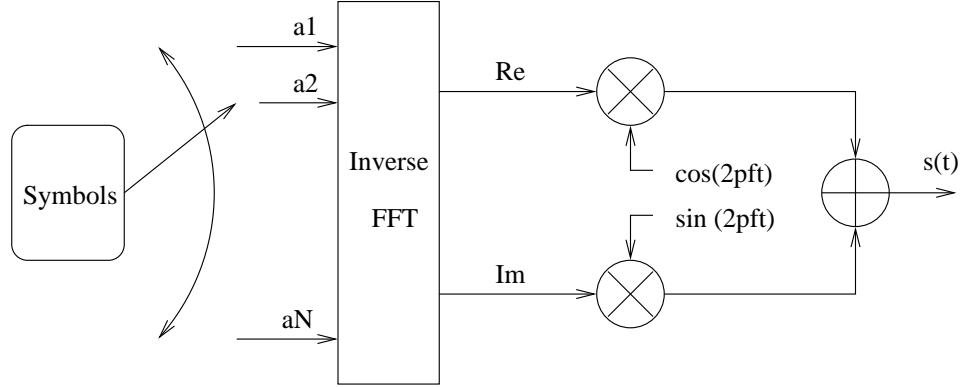 a1
a2
Symbols
aN
Inverse
FFT
Re
Im
cos(2pft)
sin (2pft)
s(t)